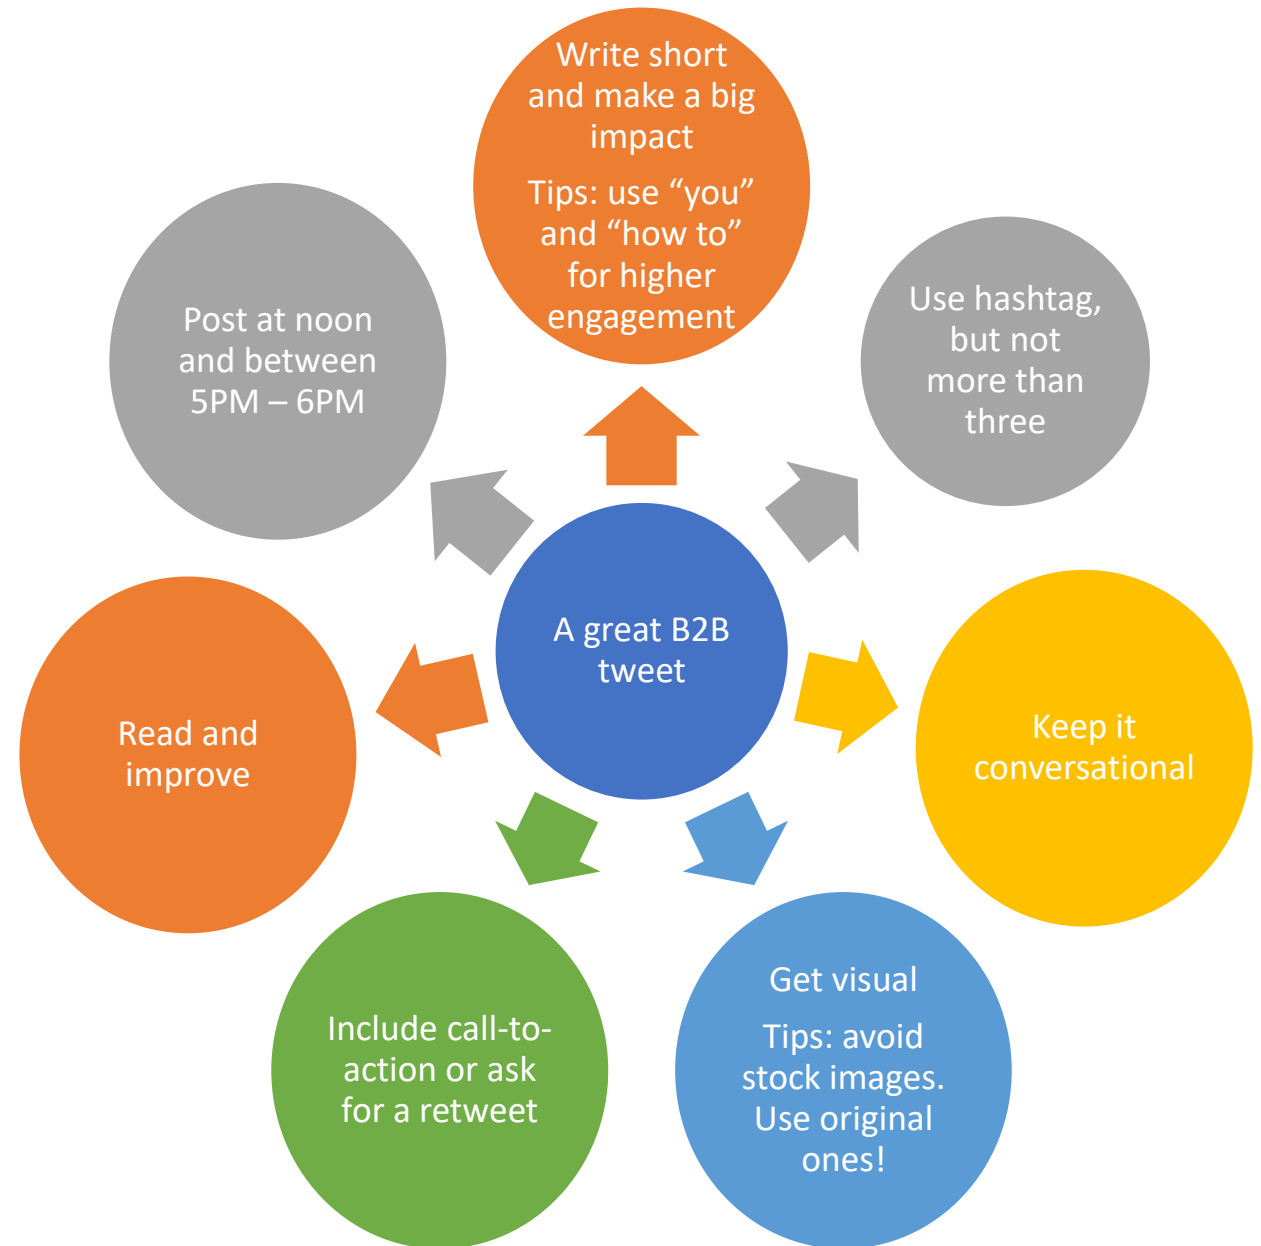 Write short
and make a big
impact
Tips: use “you”
and “how to”
for higher
engagement
Use hashtag,
but not
more than
three
Keep it
conversational
Get visual
Tips: avoid
stock images.
Use original
ones!
Include call-to-
action or ask
for a retweet
Read and
improve
Post at noon
and between
5PM – 6PM
A great B2B
tweet